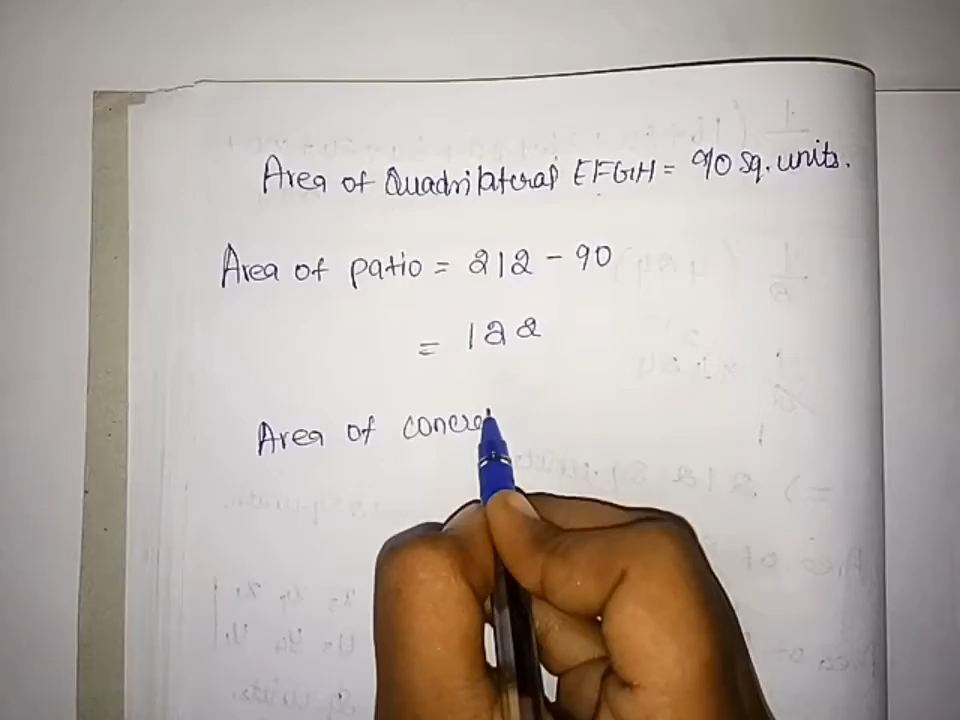 Area of Quadrilateral EFGH = 90 sq. units.
Area of patio = 212 - 90
= 122
Area of concre